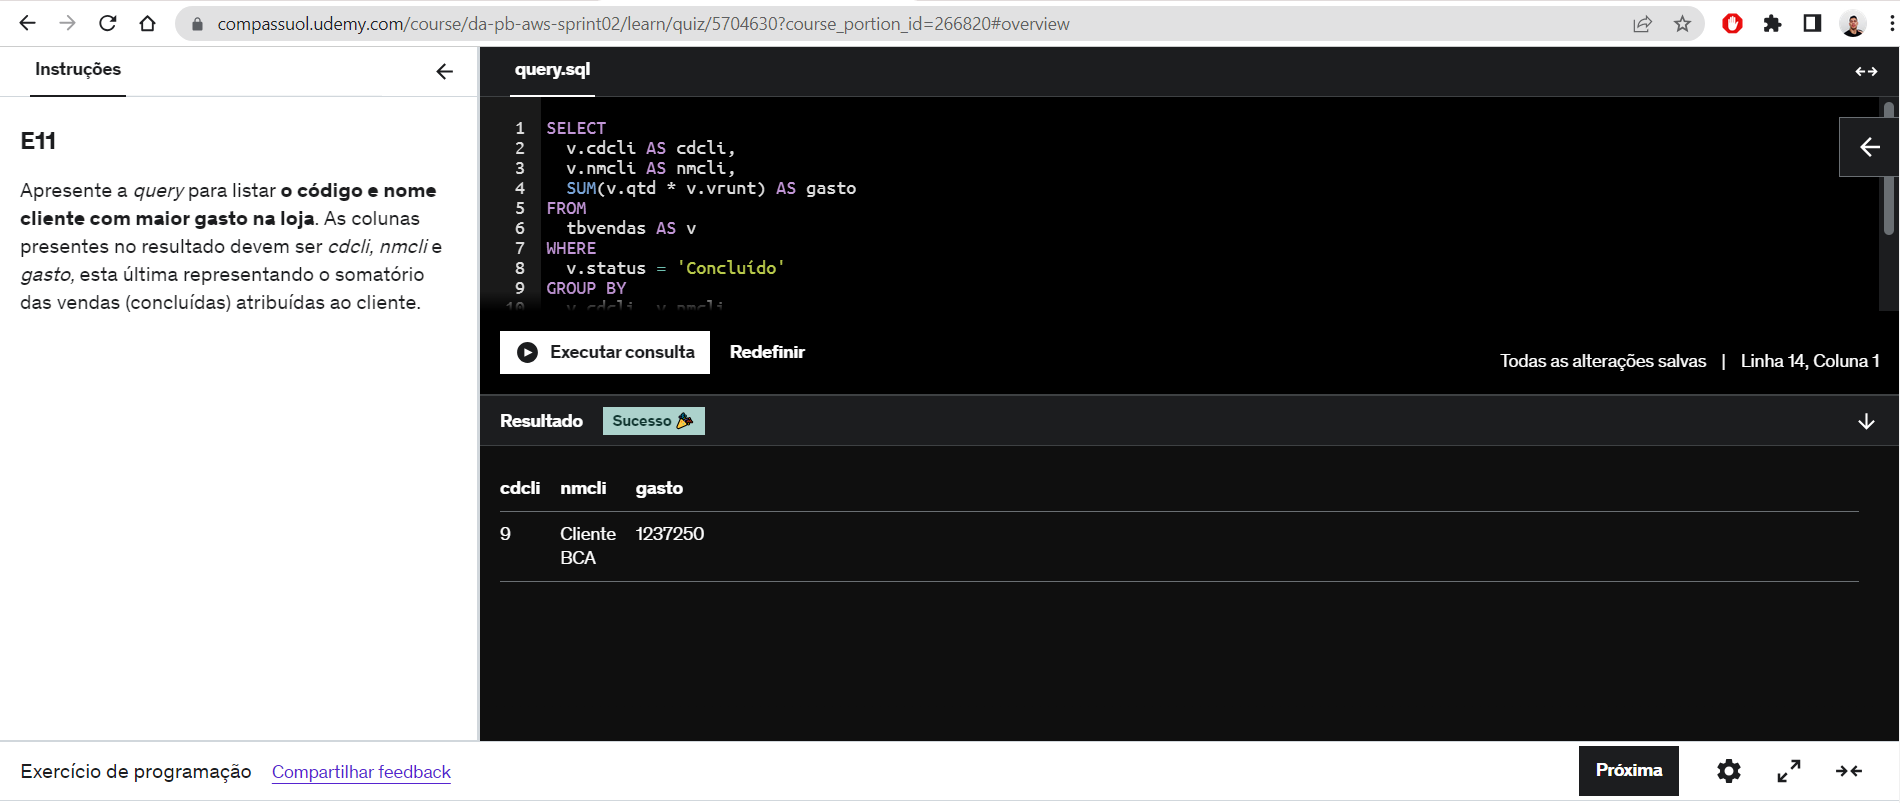 compassuol.udemy.com/course/da-pb-aws-sprint02/learn/quiz/5704630?course_portion_id=266820#overview
Instruções
E11
Apresente a query para listar o código e nome
cliente com maior gasto na loja. As colunas
presentes no resultado devem ser cdcli, nmcli e
gasto, esta última representando o somatório
das vendas (concluídas) atribuídas ao cliente.
query.sql
1 SELECT
2 v.cdcli AS cdcli,
3 v.nmcli AS nmcli,
4 SUM(v.qtd * v.vrunt) AS gasto
5 FROM
6 tbvendas AS v
7 WHERE
8 v.status = 'Concluído'
9 GROUP BY
10 v.cdcli, v.nmcli
Executar consulta
Redefinir
Todas as alterações salvas | Linha 14, Coluna 1
Resultado
Sucesso
cdcli nmcli gasto
9 Cliente 1237250
BCA
Exercício de programação
Compartilhar feedback
Próxima